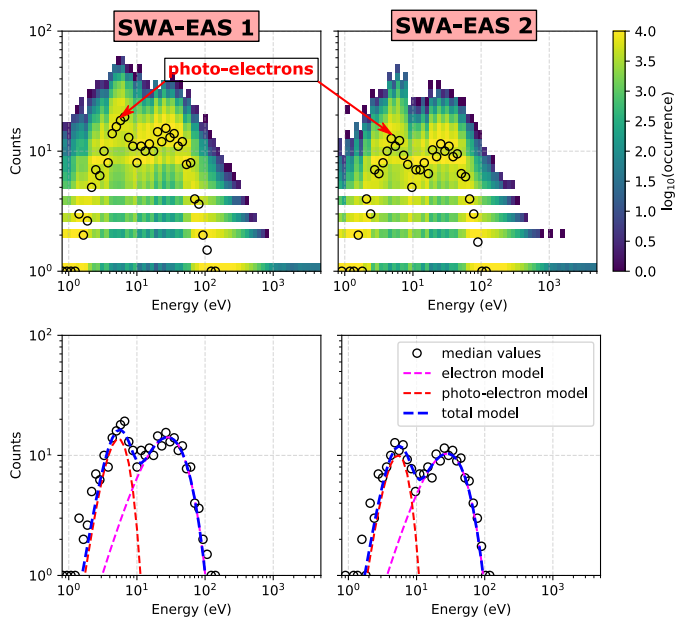 SWA-EAS 1
SWA-EAS 2
photo-electrons
10²
10¹
10⁰
Counts
10⁰
10¹
10²
10³
Energy (eV)
10⁰
10¹
10²
10³
Energy (eV)
4.0
3.5
3.0
2.5
2.0
1.5
1.0
0.5
0.0
log₁₀(occurrence)
10²
10¹
10⁰
Counts
10⁰
10¹
10²
10³
Energy (eV)
median values
electron model
photo-electron model
total model
10²
10¹
10⁰
10⁰
10¹
10²
10³
Energy (eV)